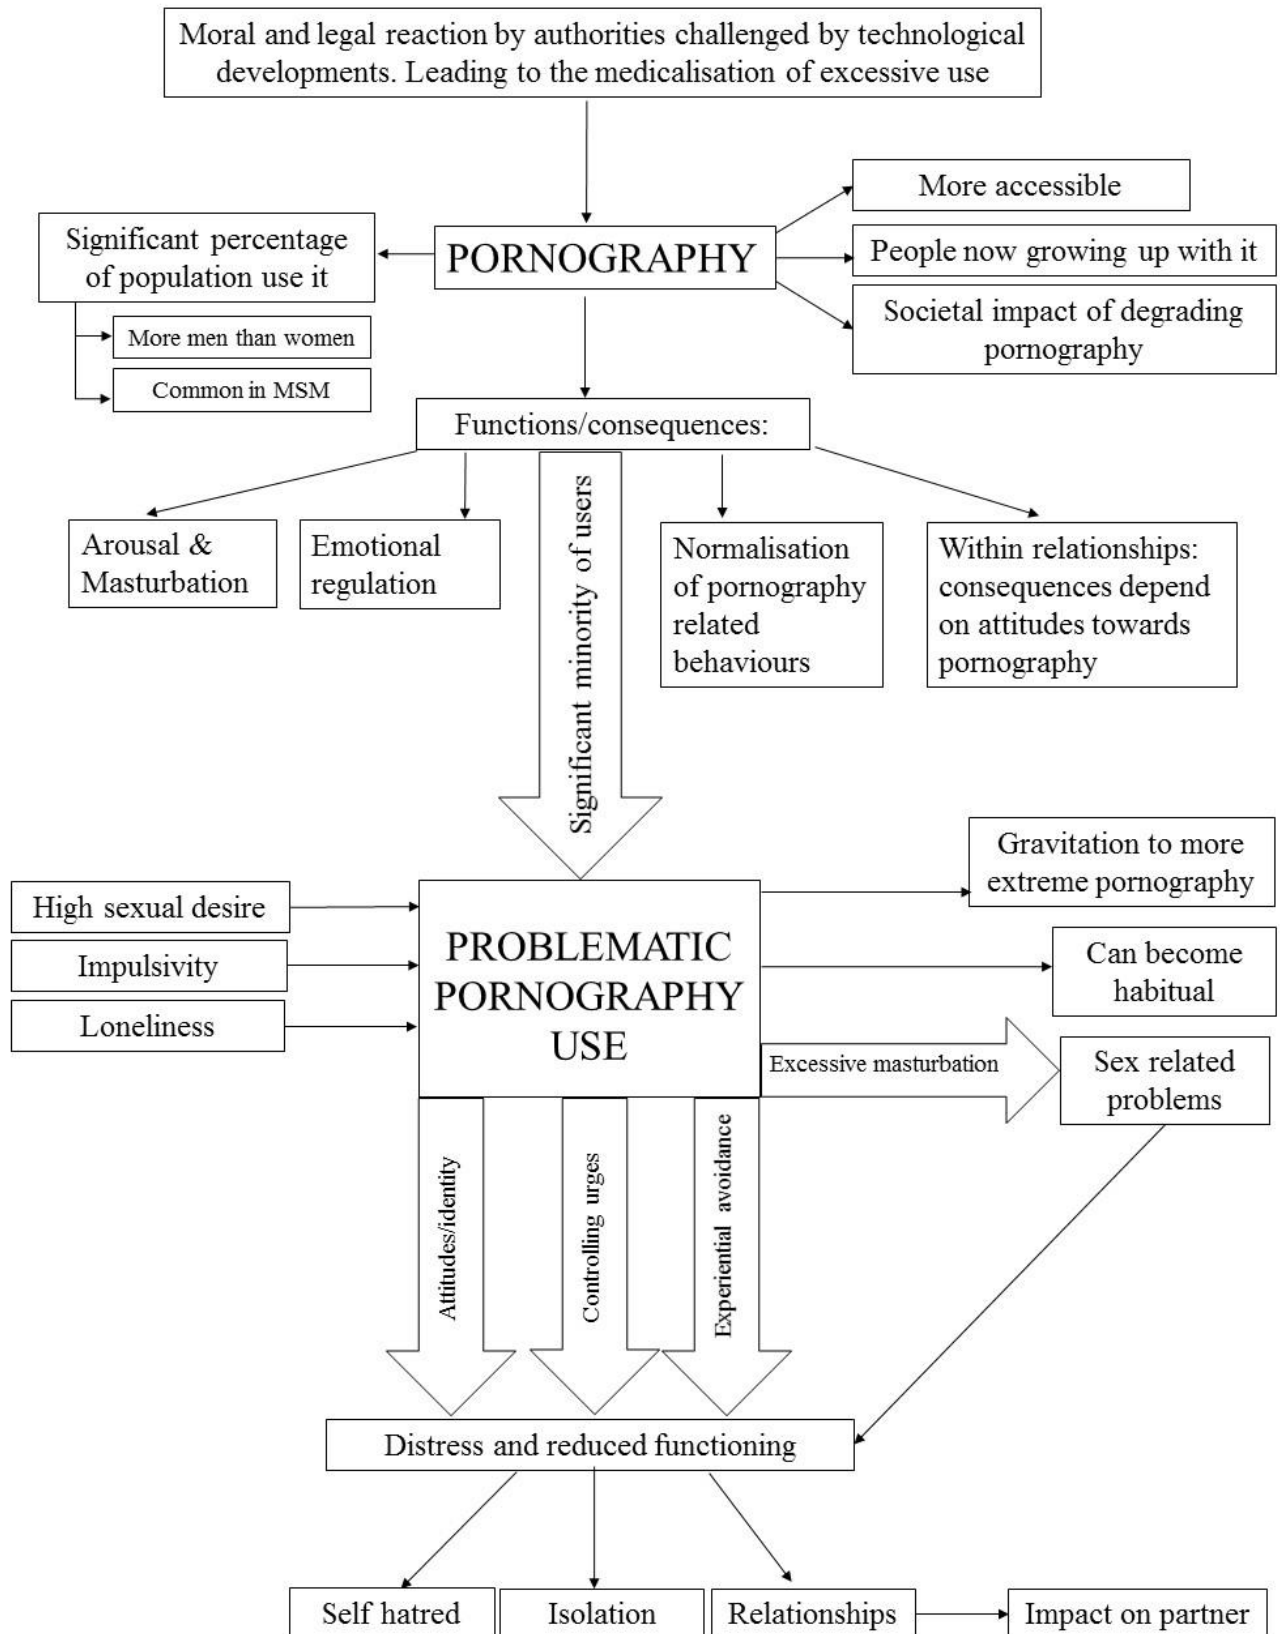 Moral and legal reaction by authorities challenged by technological
developments. Leading to the medicalisation of excessive use
More accessible
Significant percentage
of population use it
PORNOGRAPHY
People now growing up with it
Societal impact of degrading
pornography
More men than women
Common in MSM
Functions/consequences:
Arousal &
Masturbation
Emotional
regulation
Significant minority of users
Normalisation
of pornography
related
behaviours
Within relationships:
consequences depend
on attitudes towards
pornography
Gravitation to more
extreme pornography
High sexual desire
Impulsivity
Loneliness
PROBLEMATIC
PORNOGRAPHY
USE
Can become
habitual
Excessive masturbation
Sex related
problems
Attitudes/identity
Controlling urges
Experiential avoidance
Distress and reduced functioning
Self hatred
Isolation
Relationships
Impact on partner